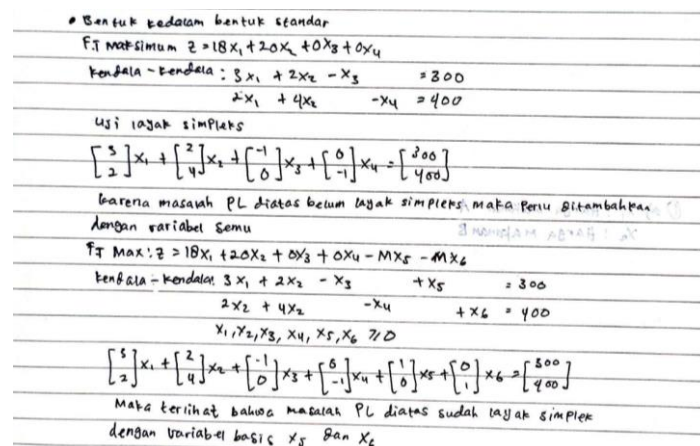 • Bentuk kedalam bentuk standar
F.T Maksimum Z = 18x₁ + 20x₂ + 0x₃ + 0x₄
Kendala - Kendala : 3x₁ + 2x₂ - x₃ = 300
2x₁ + 4x₂ - x₄ = 400
Uji layak simpleks
[3 2] x₁ + [2 4] x₂ + [-1 0] x₃ + [0 -1] x₄ = [300 400]
karena masalah PL diatas belum layak simpleks maka perlu ditambahkan
dengan variabel semu
FT Max : Z = 18x₁ + 20x₂ + 0x₃ + 0x₄ - Mx₅ - Mx₆
Kendala - Kendala : 3x₁ + 2x₂ - x₃ + x₅ = 300
2x₂ + 4x₂ - x₄ + x₆ = 400
x₁, x₂, x₃, x₄, x₅, x₆ ≥ 0
[3 2] x₁ + [2 4] x₂ + [-1 0] x₃ + [0 -1] x₄ + [1 0] x₅ + [0 1] x₆ = [300 400]
Maka terlihat bahwa masalah PL diatas sudah layak simplek
dengan variabel basis x₅ dan x₆